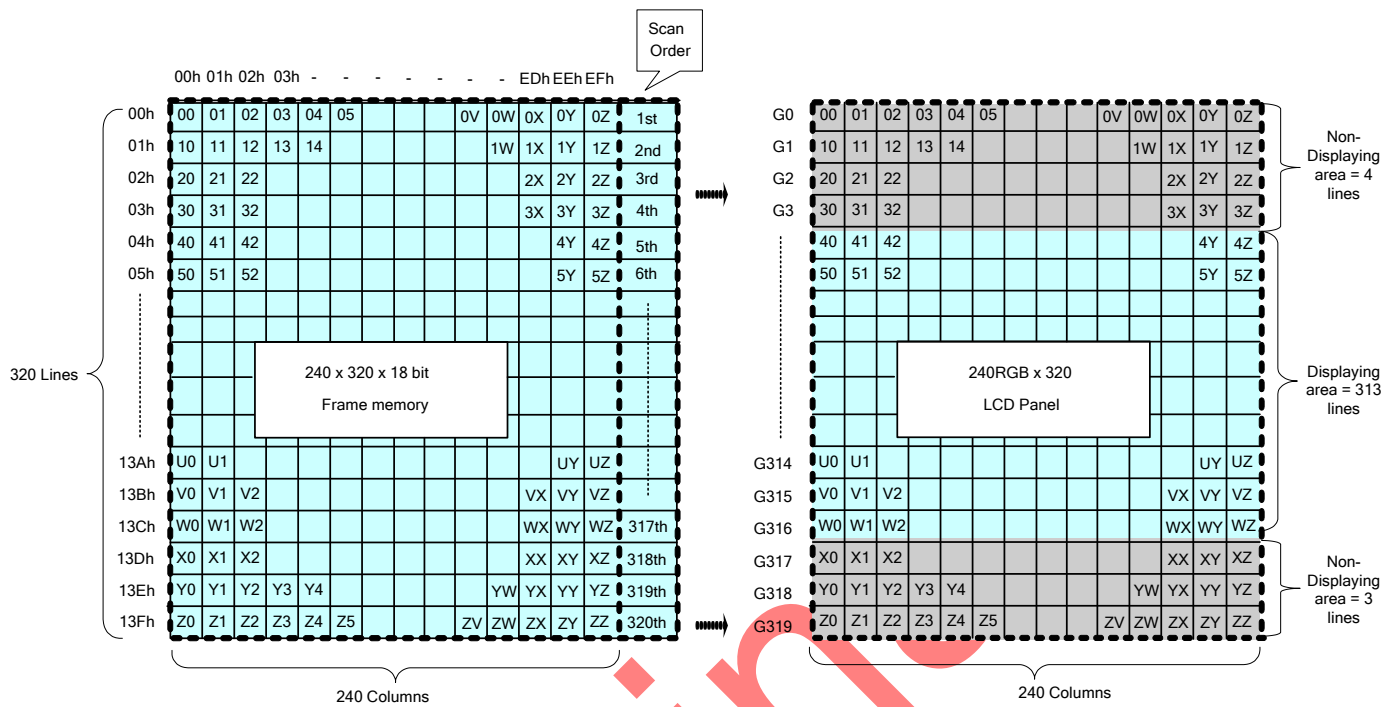 Scan
Order
00h 01h 02h 03h - - - - - - - EDh EEh EFh
00h 00 01 02 03 04 05 0V 0W 0X 0Y 0Z 1st
01h 10 11 12 13 14 1W 1X 1Y 1Z 2nd
02h 20 21 22 2X 2Y 2Z 3rd
03h 30 31 32 3X 3Y 3Z 4th
04h 40 41 42 4Y 4Z 5th
05h 50 51 52 5Y 5Z 6th
320 Lines
240 x 320 x 18 bit
Frame memory
13Ah U0 U1 UY UZ
13Bh V0 V1 V2 VX VY VZ
13Ch W0 W1 W2 WX WY WZ 317th
13Dh X0 X1 X2 XX XY XZ 318th
13Eh Y0 Y1 Y2 Y3 Y4 YW YX YY YZ 319th
13Fh Z0 Z1 Z2 Z3 Z4 Z5 ZV ZW ZX ZY ZZ 320th
240 Columns
G0 00 01 02 03 04 05 0V 0W 0X 0Y 0Z
G1 10 11 12 13 14 1W 1X 1Y 1Z
G2 20 21 22 2X 2Y 2Z
G3 30 31 32 3X 3Y 3Z
40 41 42 4Y 4Z
50 51 52 5Y 5Z
Non-
Displaying
area = 4
lines
240RGB x 320
LCD Panel
Displaying
area = 313
lines
G314 U0 U1 UY UZ
G315 V0 V1 V2 VX VY VZ
G316 W0 W1 W2 WX WY WZ
G317 X0 X1 X2 XX XY XZ
G318 Y0 Y1 Y2 Y3 Y4 YW YX YY YZ
G319 Z0 Z1 Z2 Z3 Z4 Z5 ZV ZW ZX ZY ZZ
Non-
Displaying
area = 3
lines
240 Columns